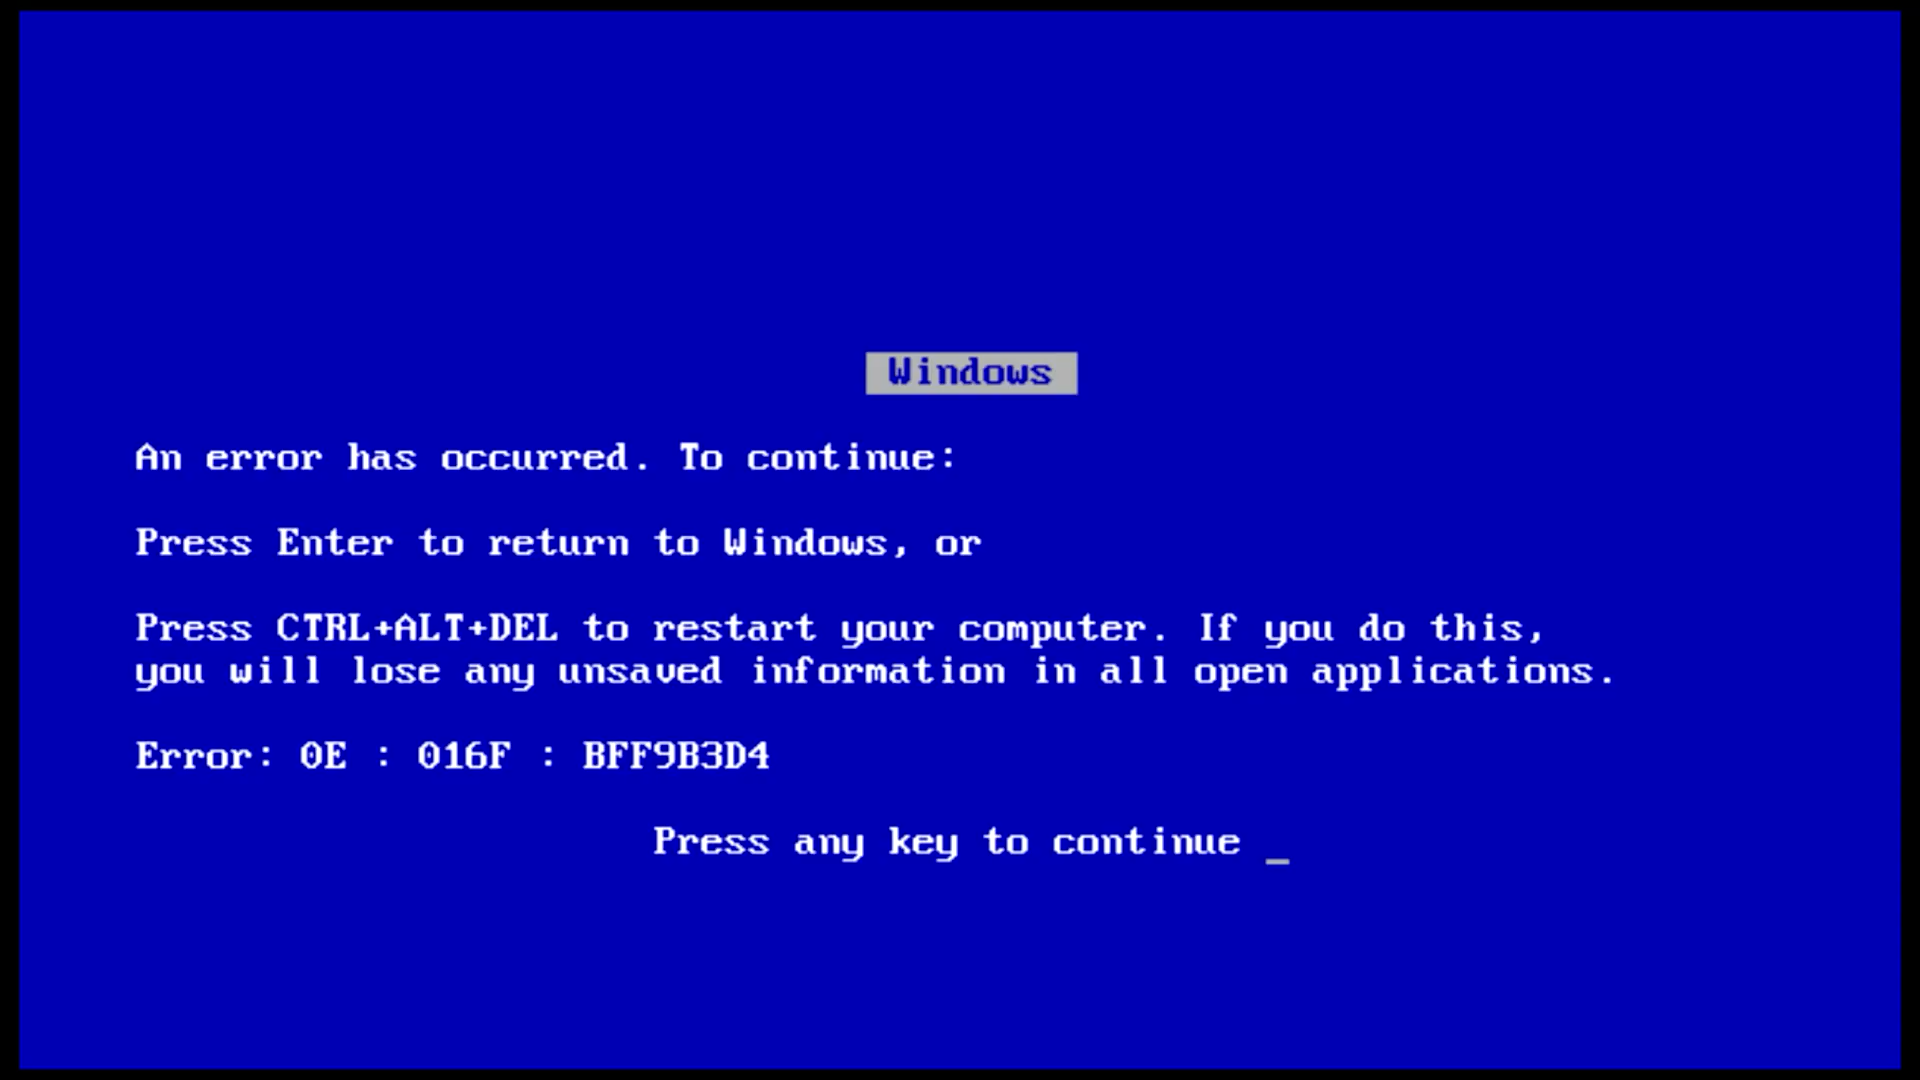 Windows
An error has occurred. To continue:
Press Enter to return to Windows, or
Press CTRL+ALT+DEL to restart your computer. If you do this,
you will lose any unsaved information in all open applications.
Error: 0E : 016F : BFF9B3D4
Press any key to continue _